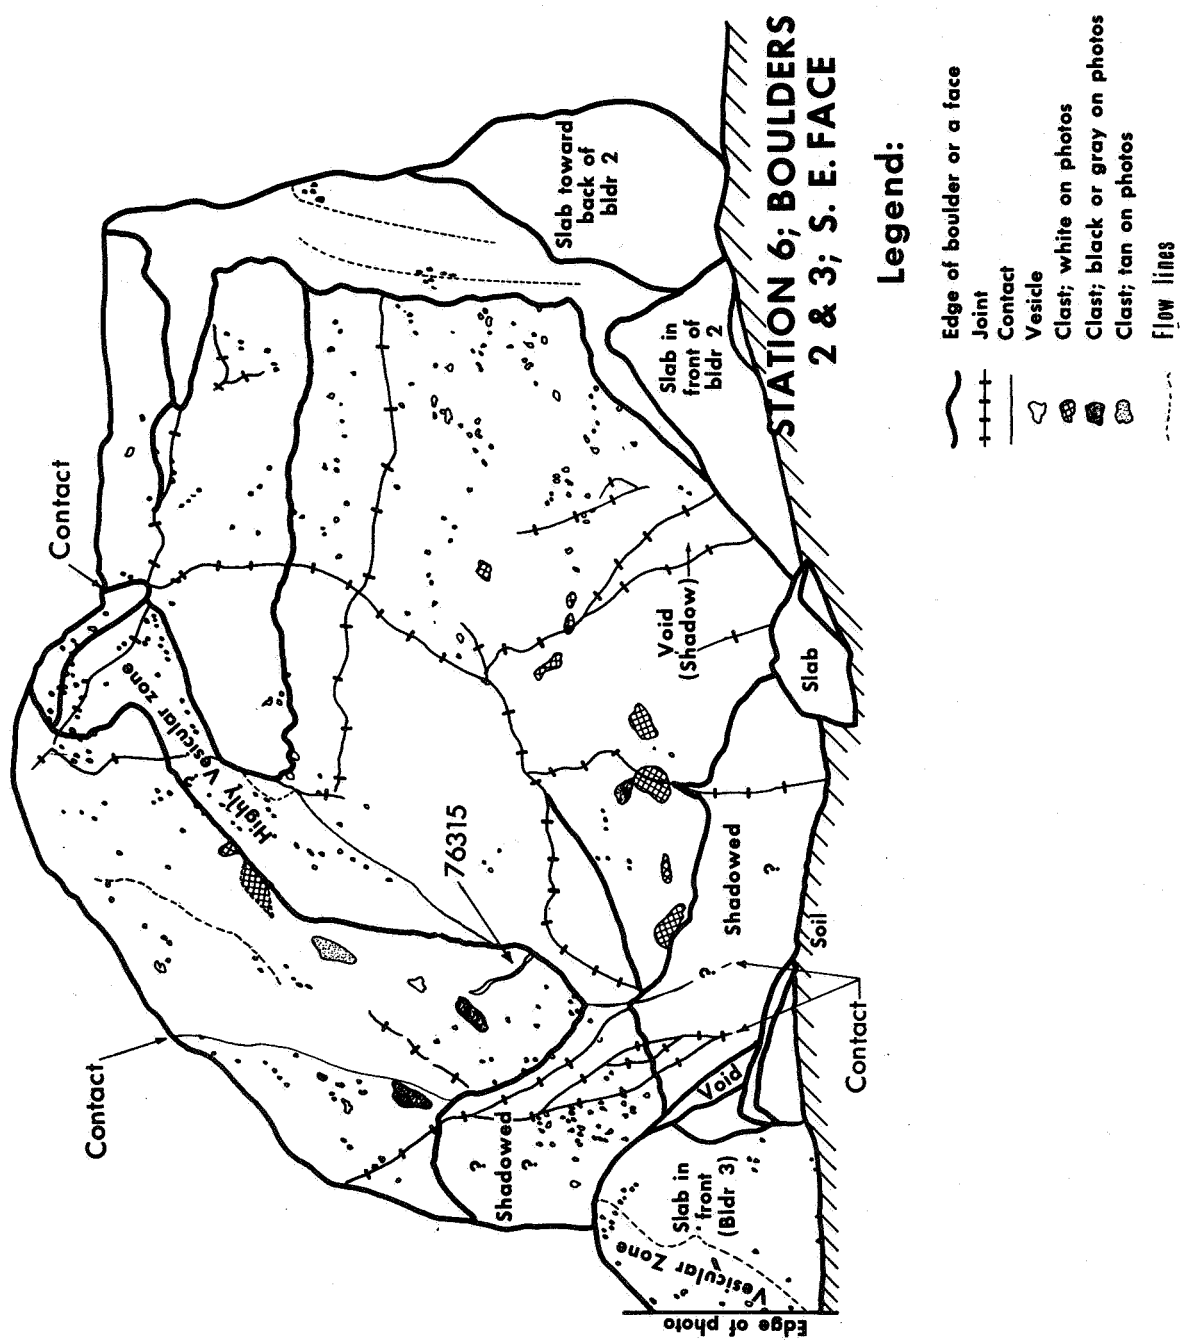 Contact
Contact
Highly Vesicular zone
76315
Slab toward
back of
bldr 2
Slab in
front of
bldr 2
Void
(Shadow)
Slab
Shadowed
?
?
Shadowed
?
?
?
Soil
Void
Contact
Slab in
front
(Bldr 3)
Vesicular Zone
Edge of photo
STATION 6; BOULDERS
2 & 3; S. E. FACE
Legend:
Edge of boulder or a face
Joint
Contact
Vesicle
Clast; white on photos
Clast; black or gray on photos
Clast; tan on photos
Flow lines